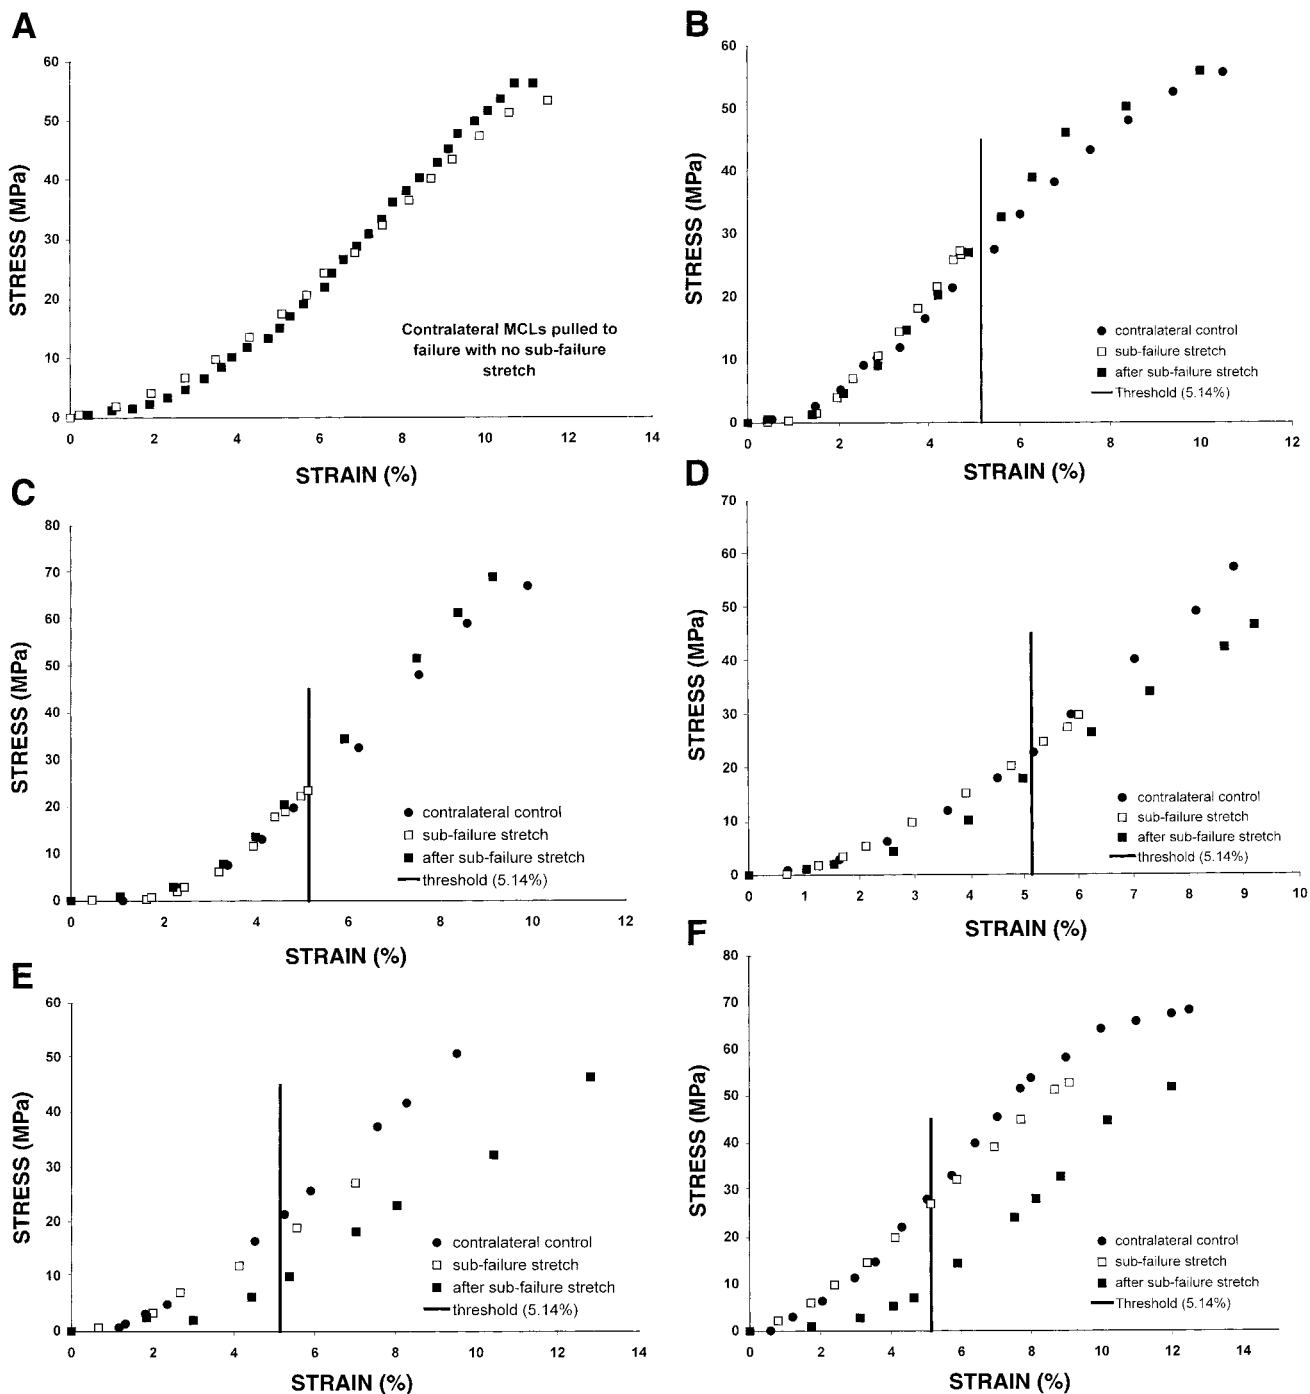 A
60
50
40
30
20
10
0
STRESS (MPa)
Contralateral MCLs pulled to
failure with no sub-failure
stretch
0 2 4 6 8 10 12 14
STRAIN (%)
B
60
50
40
30
20
10
0
STRESS (MPa)
contralateral control
sub-failure stretch
after sub-failure stretch
Threshold (5.14%)
0 2 4 6 8 10 12
STRAIN (%)
C
80
70
60
50
40
30
20
10
0
STRESS (MPa)
contralateral control
sub-failure stretch
after sub-failure stretch
threshold (5.14%)
0 2 4 6 8 10 12
STRAIN (%)
D
70
60
50
40
30
20
10
0
STRESS (MPa)
contralateral control
sub-failure stretch
after sub-failure stretch
threshold (5.14%)
0 1 2 3 4 5 6 7 8 9 10
STRAIN (%)
E
60
50
40
30
20
10
0
STRESS (MPa)
contralateral control
sub-failure stretch
after sub-failure stretch
threshold (5.14%)
0 2 4 6 8 10 12 14
STRAIN (%)
F
80
70
60
50
40
30
20
10
0
STRESS (MPa)
contralateral control
sub-failure stretch
after sub-failure stretch
Threshold (5.14%)
0 2 4 6 8 10 12 14
STRAIN (%)